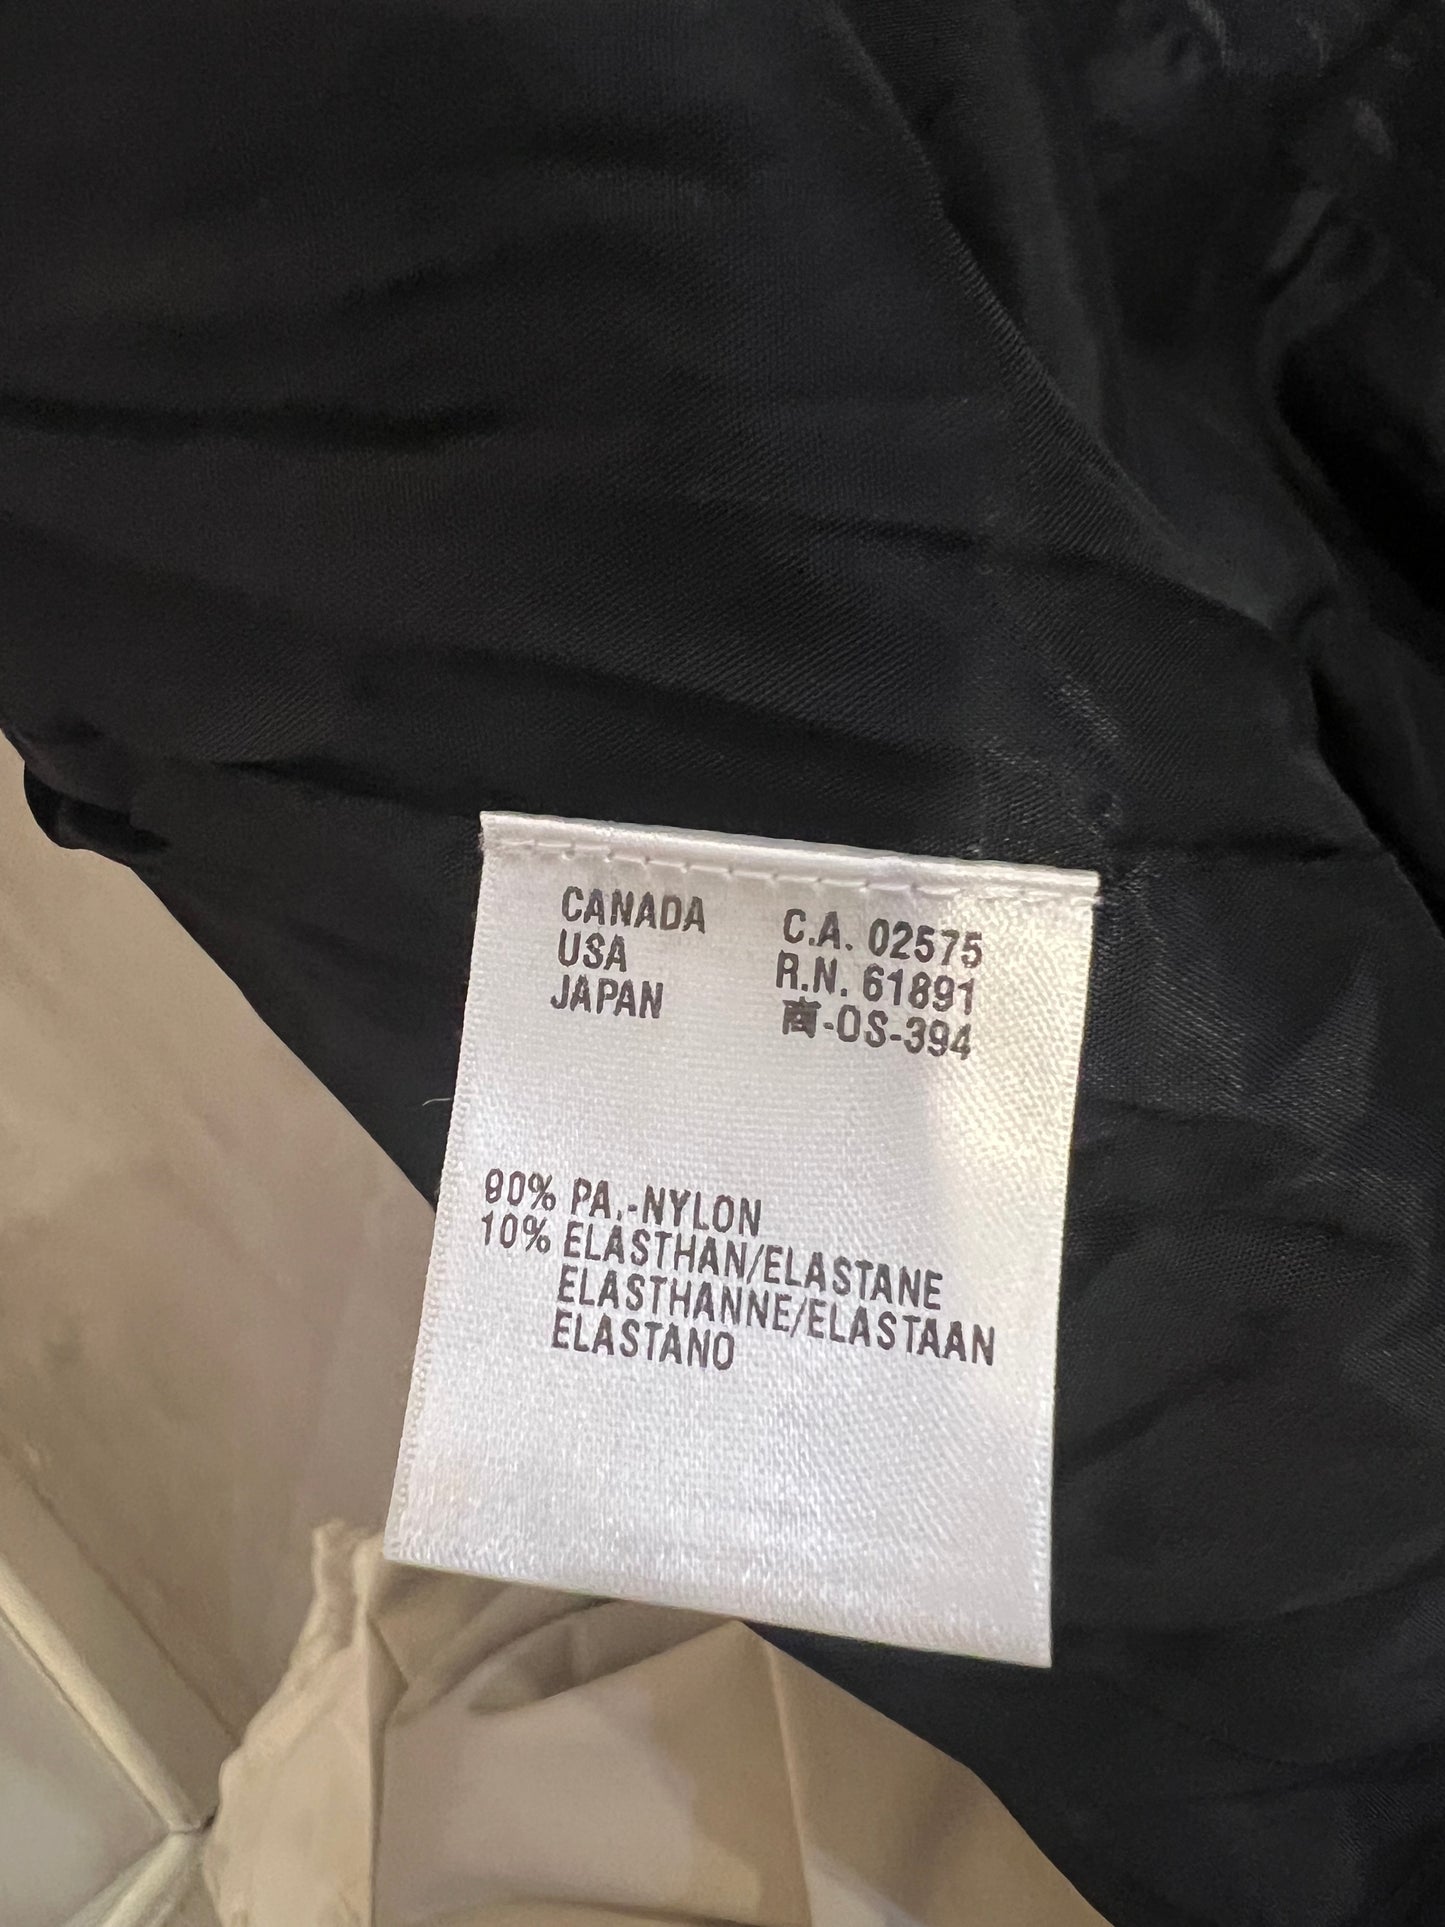 CANADA C.A. 02575
USA R.N. 61891
JAPAN 商-OS-394
90% PA.-NYLON
10% ELASTHAN/ELASTANE
ELASTHANNE/ELASTAAN
ELASTANO